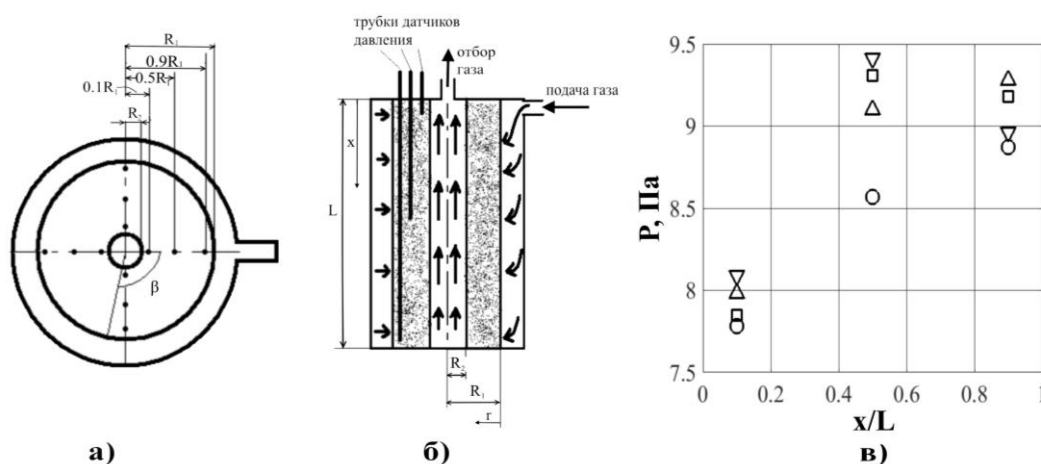 R₁
0.9R₁
0.5R₁
0.1R₁
R₂
β
а)
трубки датчиков
давления
отбор
газа
подача газа
x
L
R₂
R₁
r
б)
P, Па
9.5
9
8.5
8
7.5
0 0.2 0.4 0.6 0.8 1
x/L
в)